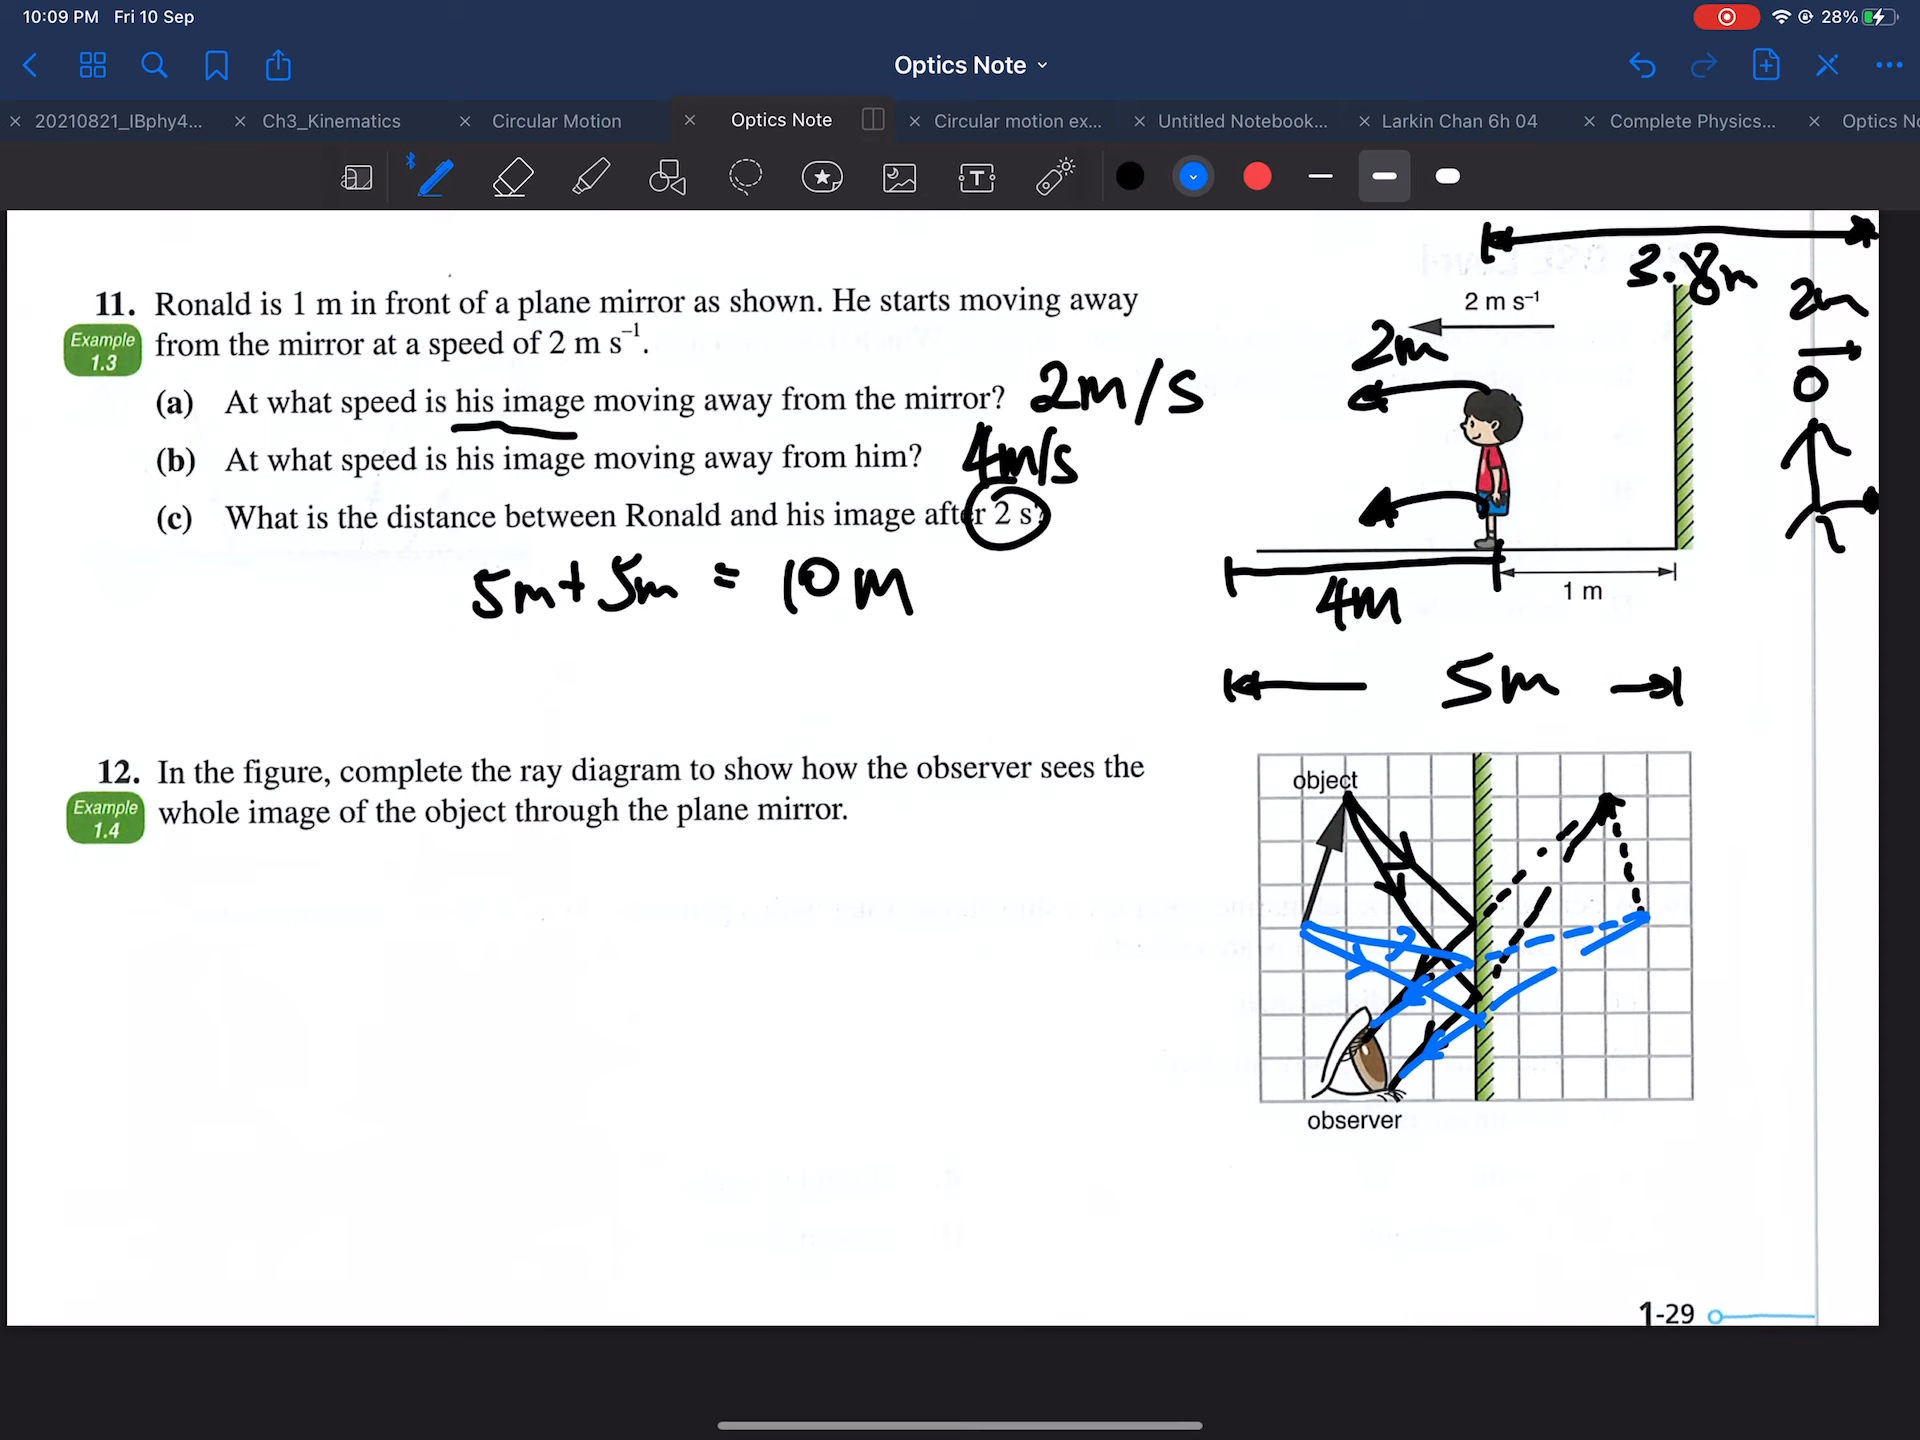 10:09 PM Fri 10 Sep
28%
Optics Note
20210821_IBphy4...
Ch3_Kinematics
Circular Motion
Optics Note
Circular motion ex...
Untitled Notebook...
Larkin Chan 6h 04
Complete Physics...
Optics No
3.8m
11. Ronald is 1 m in front of a plane mirror as shown. He starts moving away
Example 1.3
from the mirror at a speed of 2 m s⁻¹.
2 m s⁻¹
2m
2m
(a) At what speed is his image moving away from the mirror? 2m/s
(b) At what speed is his image moving away from him? 4m/s
(c) What is the distance between Ronald and his image after 2 s?
5m + 5m = 10 m
4m
1 m
5m
12. In the figure, complete the ray diagram to show how the observer sees the
Example 1.4
whole image of the object through the plane mirror.
object
observer
1-29